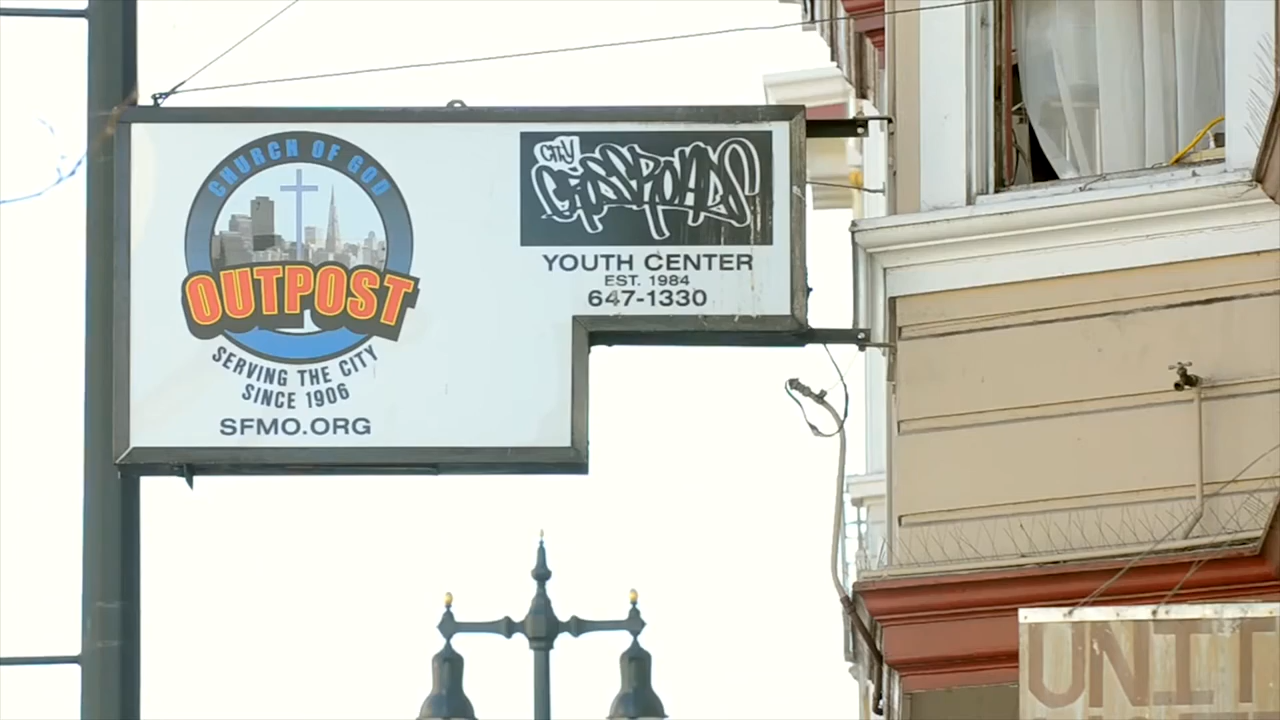 CHURCH OF GOD
OUTPOST
SERVING THE CITY
SINCE 1906
SFMO.ORG
CITY
CROSSROADS
YOUTH CENTER
EST. 1984
647-1330
UNIT